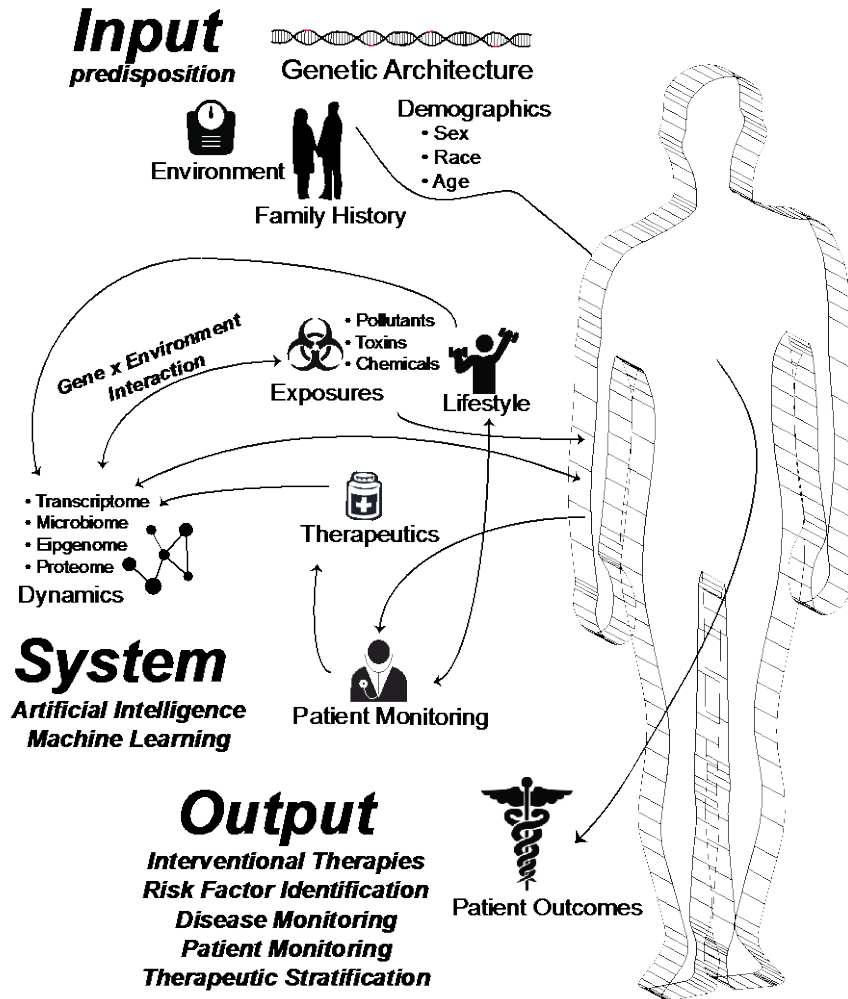 Input
predisposition
Genetic Architecture
Demographics
• Sex
• Race
• Age
Environment
Family History
Gene x Environment
Interaction
• Pollutants
• Toxins
• Chemicals
Exposures
Lifestyle
• Transcriptome
• Microbiome
• Eipgenome
• Proteome
Dynamics
Therapeutics
System
Artificial Intelligence
Machine Learning
Patient Monitoring
Output
Interventional Therapies
Risk Factor Identification
Disease Monitoring
Patient Monitoring
Therapeutic Stratification
Patient Outcomes